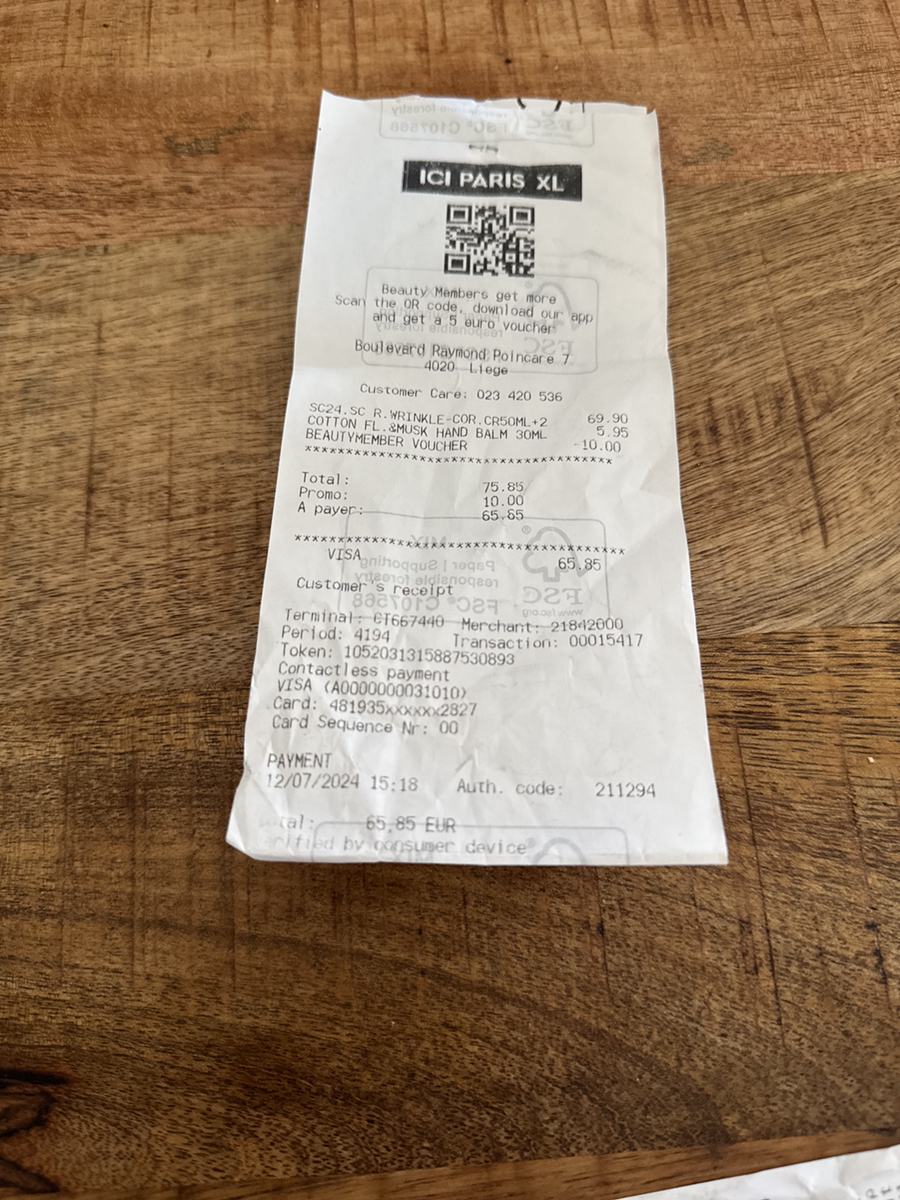 ICI PARIS XL
Beauty Members get more
Scan the QR code, download our app
and get a 5 euro voucher
Boulevard Raymond Poincare 7
4020 Liege
Customer Care: 023 420 536
SC24.SC R.WRINKLE-COR.CR50ML+2 69.90
COTTON FL.&MUSK HAND BALM 30ML 5.95
BEAUTYMEMBER VOUCHER -10.00
****************************************
Total: 75.85
Promo: 10.00
A payer: 65.85
****************************************
VISA 65.85
Customer's receipt
Terminal: CT667440 Merchant: 21842000
Period: 4194 Transaction: 00015417
Token: 1052031315887530893
Contactless payment
VISA (A0000000031010)
Card: 481935xxxxxx2827
Card Sequence Nr: 00
PAYMENT
12/07/2024 15:18 Auth. code: 211294
65,85 EUR
by consumer device